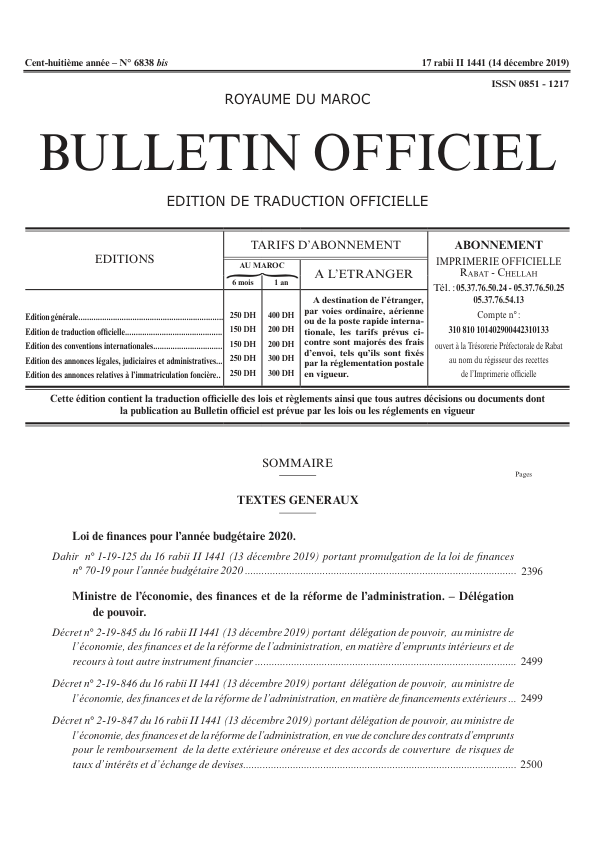 Cent-huitième année – N° 6838 bis
17 rabii II 1441 (14 décembre 2019)
ISSN 0851 - 1217
ROYAUME DU MAROC
BULLETIN OFFICIEL
EDITION DE TRADUCTION OFFICIELLE
EDITIONS
TARIFS D'ABONNEMENT
AU MAROC
6 mois
1 an
A L'ETRANGER
Edition générale
250 DH
400 DH
Edition de traduction officielle
150 DH
200 DH
Edition des conventions internationales
150 DH
200 DH
Edition des annonces légales, judiciaires et administratives...
250 DH
300 DH
Edition des annonces relatives à l'immatriculation foncière..
250 DH
300 DH
A destination de l'étranger,
par voies ordinaire, aérienne
ou de la poste rapide interna-
tionale, les tarifs prévus ci-
contre sont majorés des frais
d'envoi, tels qu'ils sont fixés
par la réglementation postale
en vigueur.
ABONNEMENT
IMPRIMERIE OFFICIELLE
RABAT - CHELLAH
Tél. : 05.37.76.50.24 - 05.37.76.50.25
05.37.76.54.13
Compte n° :
310 810 101402900442310133
ouvert à la Trésorerie Préfectorale de Rabat
au nom du régisseur des recettes
de l'Imprimerie officielle
Cette édition contient la traduction officielle des lois et règlements ainsi que tous autres décisions ou documents dont
la publication au Bulletin officiel est prévue par les lois ou les réglements en vigueur
SOMMAIRE
Pages
TEXTES GENERAUX
Loi de finances pour l'année budgétaire 2020.
Dahir n° 1-19-125 du 16 rabii II 1441 (13 décembre 2019) portant promulgation de la loi de finances
n° 70-19 pour l'année budgétaire 2020 ... 2396
Ministre de l'économie, des finances et de la réforme de l'administration. – Délégation
de pouvoir.
Décret n° 2-19-845 du 16 rabii II 1441 (13 décembre 2019) portant délégation de pouvoir, au ministre de
l'économie, des finances et de la réforme de l'administration, en matière d'emprunts intérieurs et de
recours à tout autre instrument financier ... 2499
Décret n° 2-19-846 du 16 rabii II 1441 (13 décembre 2019) portant délégation de pouvoir, au ministre de
l'économie, des finances et de la réforme de l'administration, en matière de financements extérieurs ... 2499
Décret n° 2-19-847 du 16 rabii II 1441 (13 décembre 2019) portant délégation de pouvoir, au ministre de
l'économie, des finances et de la réforme de l'administration, en vue de conclure des contrats d'emprunts
pour le remboursement de la dette extérieure onéreuse et des accords de couverture de risques de
taux d'intérêts et d'échange de devises... 2500